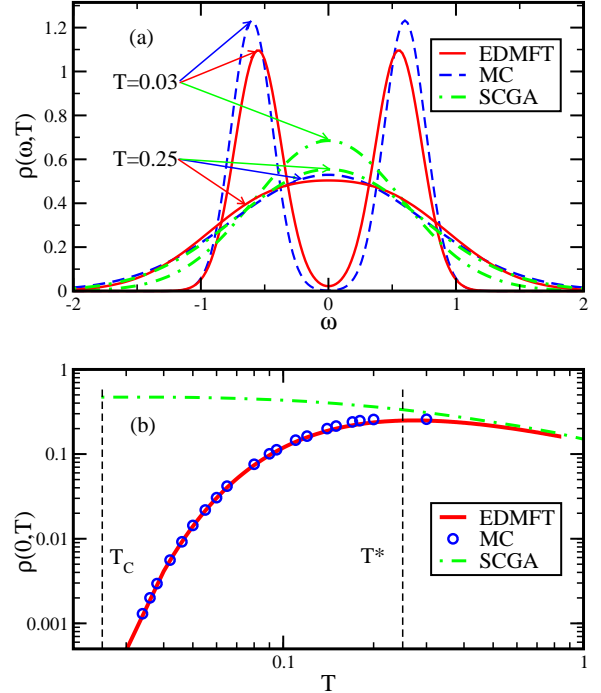 (a)
EDMFT
MC
SCGA
T=0.03
T=0.25
ρ(ω,T)
0
0.2
0.4
0.6
0.8
1
1.2
-2
-1
0
1
2
ω
(b)
EDMFT
MC
SCGA
T_C
T*
ρ(0,T)
1
0.1
0.01
0.001
0.1
1
T